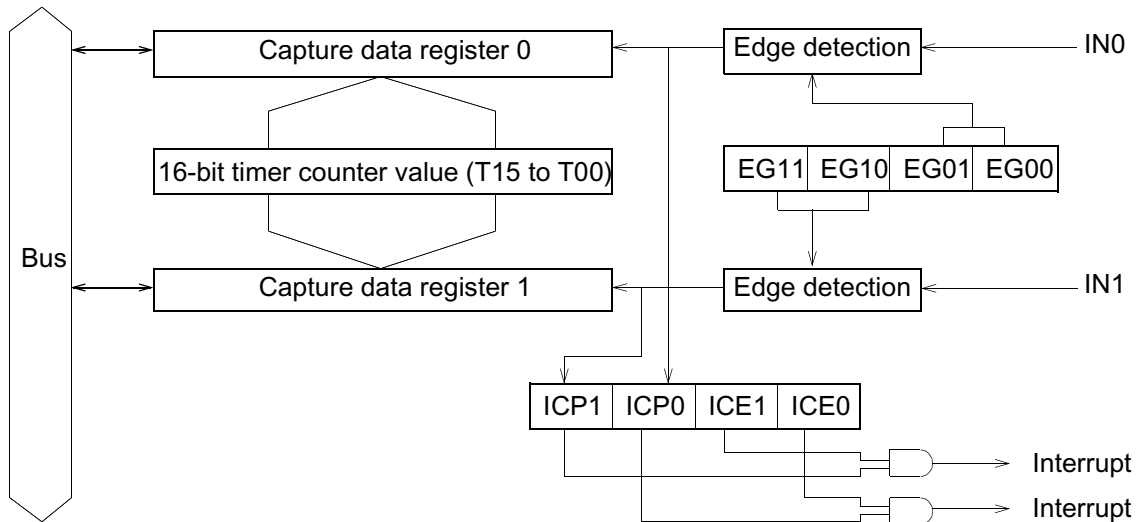 Capture data register 0
Edge detection
IN0
16-bit timer counter value (T15 to T00)
EG11 EG10 EG01 EG00
Bus
Capture data register 1
Edge detection
IN1
ICP1 ICP0 ICE1 ICE0
Interrupt
Interrupt